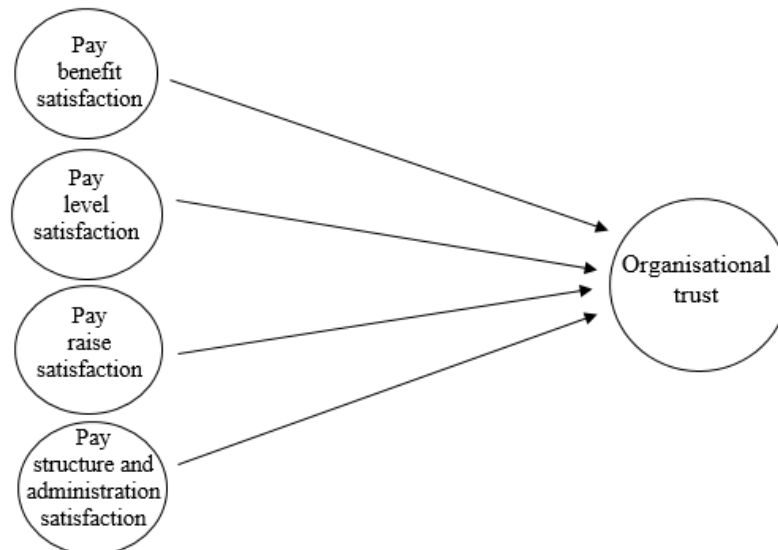 Pay
benefit
satisfaction
Pay
level
satisfaction
Pay
raise
satisfaction
Pay
structure and
administration
satisfaction
Organisational
trust